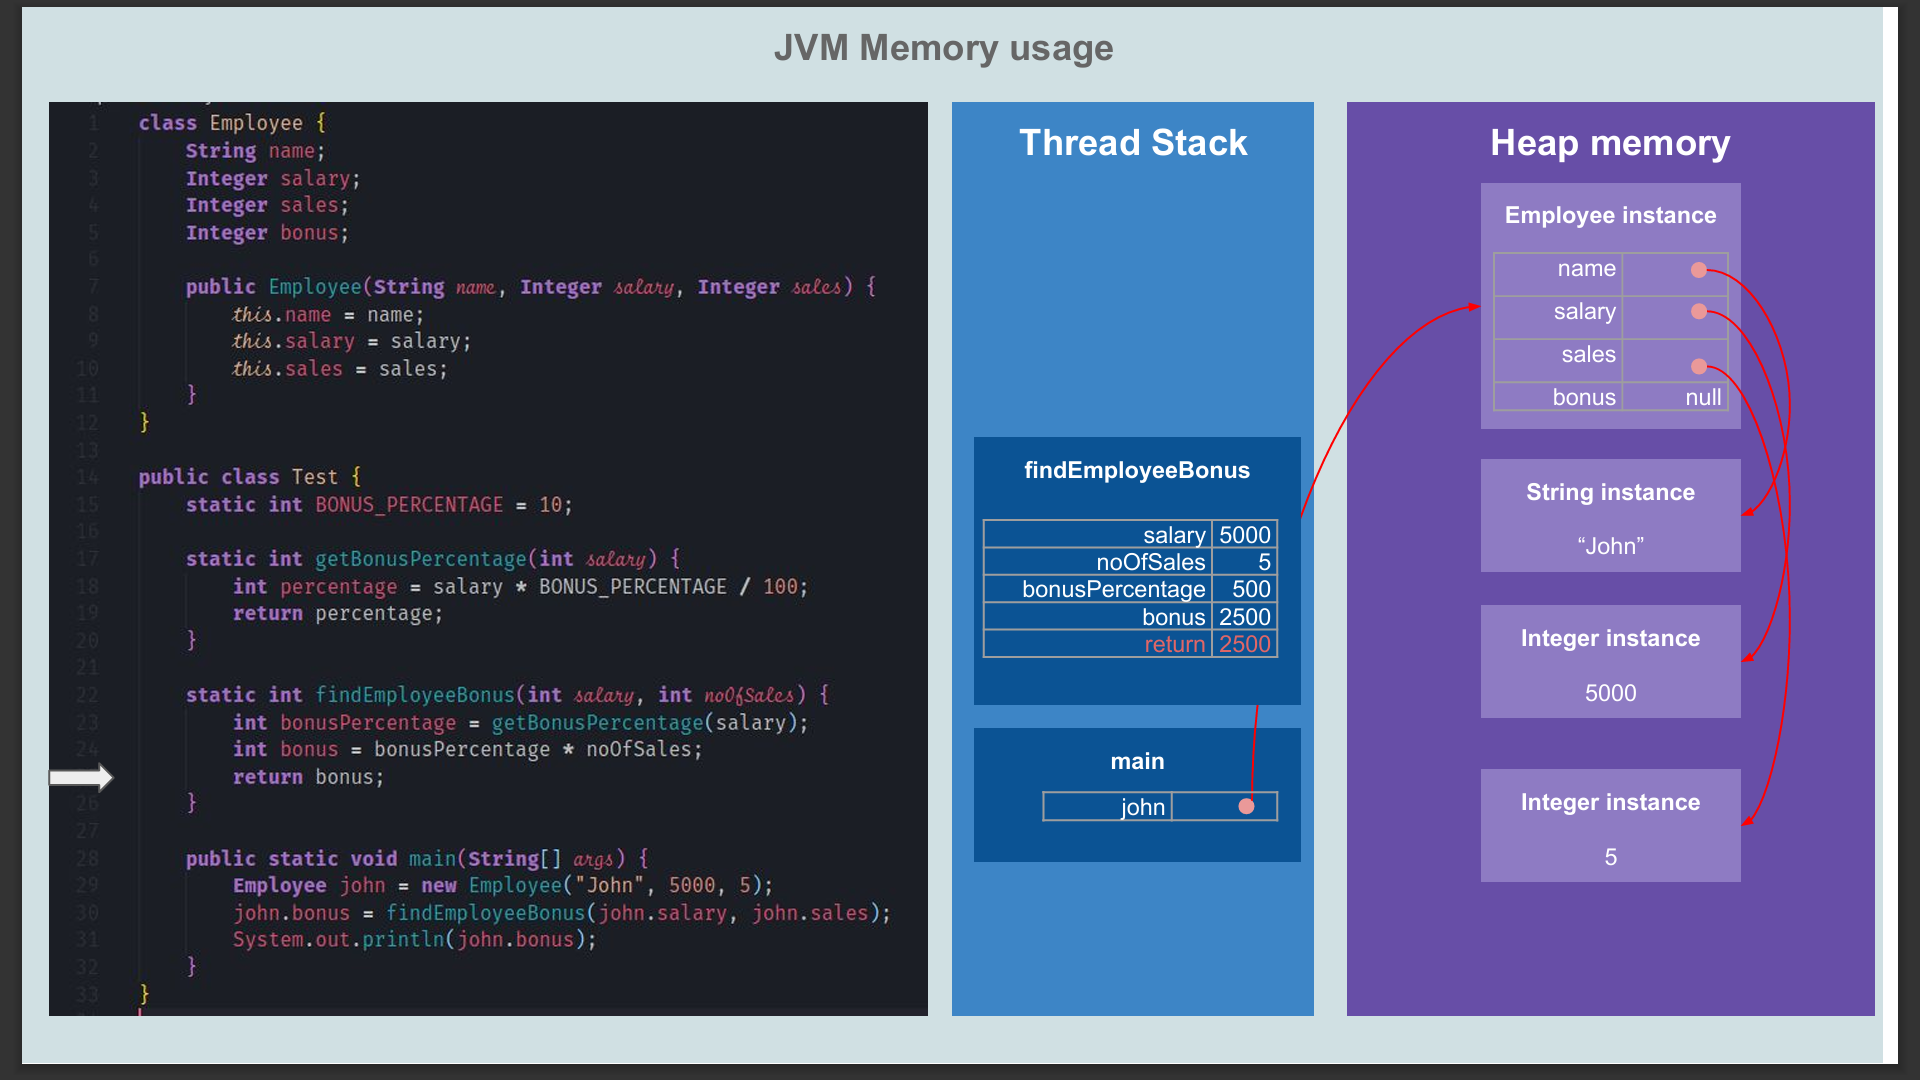 JVM Memory usage
1 class Employee {
2 String name;
3 Integer salary;
4 Integer sales;
5 Integer bonus;
6
7 public Employee(String name, Integer salary, Integer sales) {
8 this.name = name;
9 this.salary = salary;
10 this.sales = sales;
11 }
12 }
13
14 public class Test {
15 static int BONUS_PERCENTAGE = 10;
16
17 static int getBonusPercentage(int salary) {
18 int percentage = salary * BONUS_PERCENTAGE / 100;
19 return percentage;
20 }
21
22 static int findEmployeeBonus(int salary, int noOfSales) {
23 int bonusPercentage = getBonusPercentage(salary);
24 int bonus = bonusPercentage * noOfSales;
return bonus;
26 }
27
28 public static void main(String[] args) {
29 Employee john = new Employee("John", 5000, 5);
30 john.bonus = findEmployeeBonus(john.salary, john.sales);
31 System.out.println(john.bonus);
32 }
33 }
Thread Stack
findEmployeeBonus
salary 5000
noOfSales 5
bonusPercentage 500
bonus 2500
return 2500
main
john
Heap memory
Employee instance
name
salary
sales
bonus null
String instance
“John”
Integer instance
5000
Integer instance
5